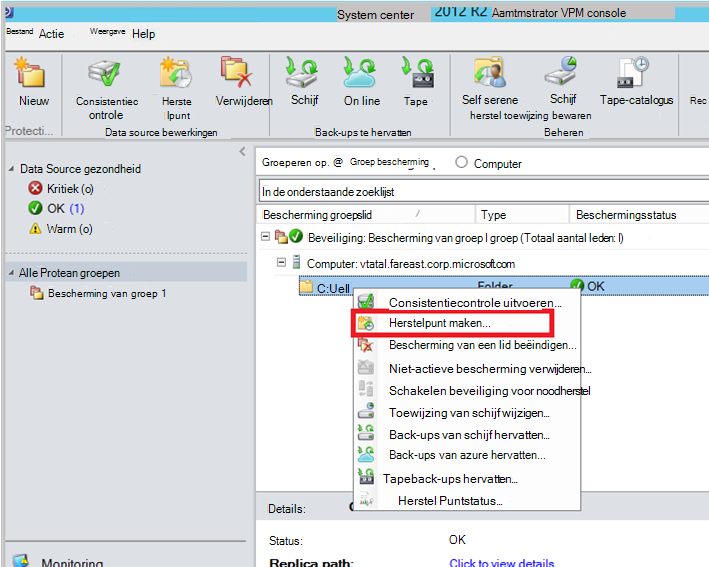 System center 2012 R2 Aamtmstrator VPM console
Bestand Actie Weergave Help
Nieuw
Consistentiec
ontrole
Herste
lpunt
Verwijderen
Schijf
On line
Tape
Self serene
Schijf
herstel toewijzing bewaren
Tape-catalogus
Rec
Protecti...
Data source bewerkingen
Back-ups te hervatten
Beheren
Data Source gezondheid
Kritiek (o)
OK (1)
Warm (o)
Alle Protean groepen
Bescherming van groep 1
Monitoring
Groeperen op. @ Groep bescherming Computer
In de onderstaande zoeklijst
Bescherming groepslid / Type Beschermingsstatus
Beveiliging: Bescherming van groep l groep (Totaal aantal leden: l)
Computer: vtatal.fareast.corp.microsoft.com
C:Uell Folder OK
Consistentiecontrole uitvoeren...
Herstelpunt maken...
Bescherming van een lid beëindigen...
Niet-actieve bescherming verwijderen...
Schakelen beveiliging voor noodherstel
Toewijzing van schijf wijzigen...
Back-ups van schijf hervatten...
Back-ups van azure hervatten...
Tapeback-ups hervatten...
Herstel Puntstatus...
Details:
Status: OK
Replica path: Click to view details